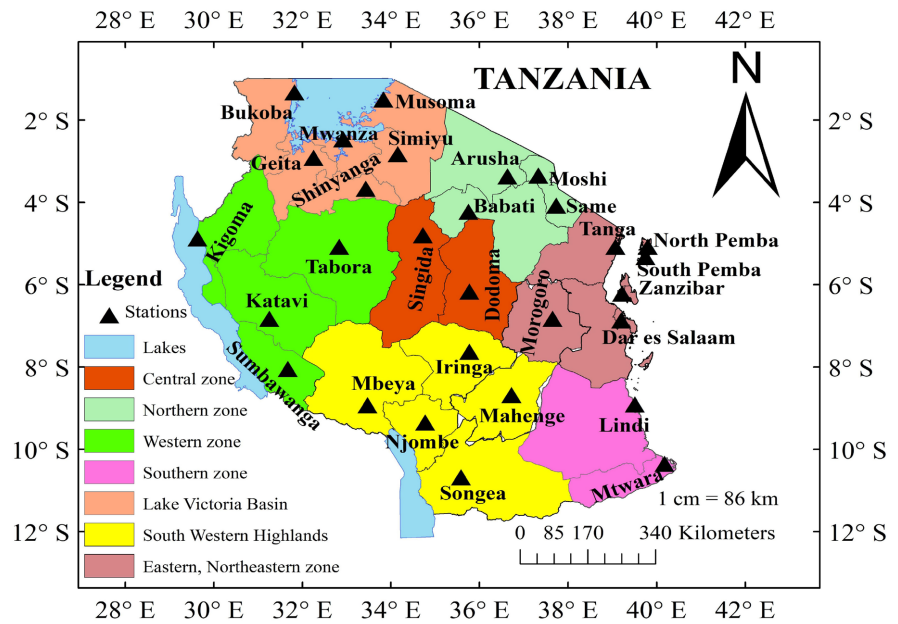 28° E 30° E 32° E 34° E 36° E 38° E 40° E 42° E
TANZANIA
N
Bukoba
Musoma
Mwanza
Simiyu
2° S
2° S
Geita
Shinyanga
Arusha
Moshi
4° S
4° S
Babati
Same
Kigoma
Tanga
North Pemba
Tabora
Singida
Dodoma
South Pemba
6° S
6° S
Zanzibar
Legend
Stations
Katavi
Morogoro
Dar es Salaam
Lakes
8° S
8° S
Sumbawanga
Iringa
Central zone
Mbeya
Mahenge
Northern zone
Lindi
Njombe
Western zone
10° S
10° S
Southern zone
Songea
Mtwara
Lake Victoria Basin
1 cm = 86 km
12° S
12° S
South Western Highlands
0 85 170 340 Kilometers
Eastern, Northeastern zone
28° E 30° E 32° E 34° E 36° E 38° E 40° E 42° E